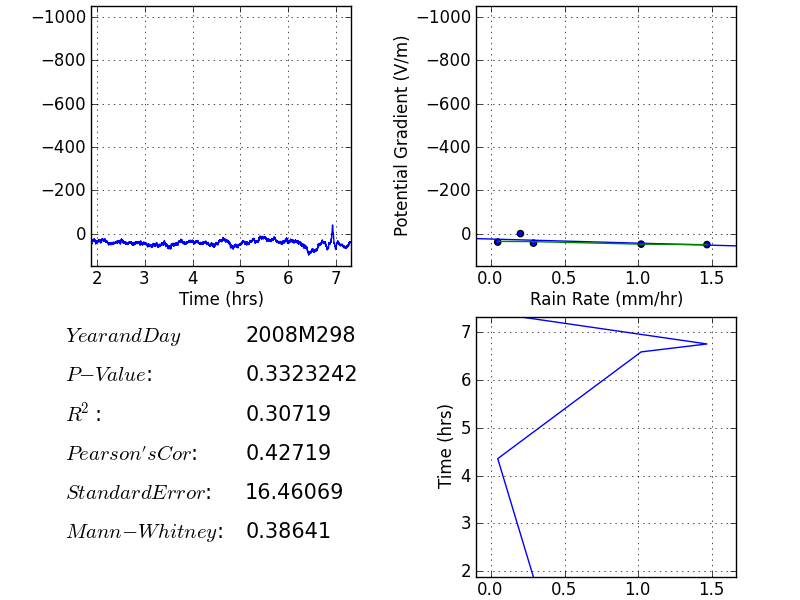 −1000
−800
−600
−400
−200
0
2 3 4 5 6 7
Time (hrs)
Potential Gradient (V/m)
−1000
−800
−600
−400
−200
0
0.0 0.5 1.0 1.5
Rain Rate (mm/hr)
YearandDay 2008M298
P−Value: 0.3323242
R²: 0.30719
Pearson'sCor: 0.42719
StandardError: 16.46069
Mann−Whitney: 0.38641
Time (hrs)
7
6
5
4
3
2
0.0 0.5 1.0 1.5